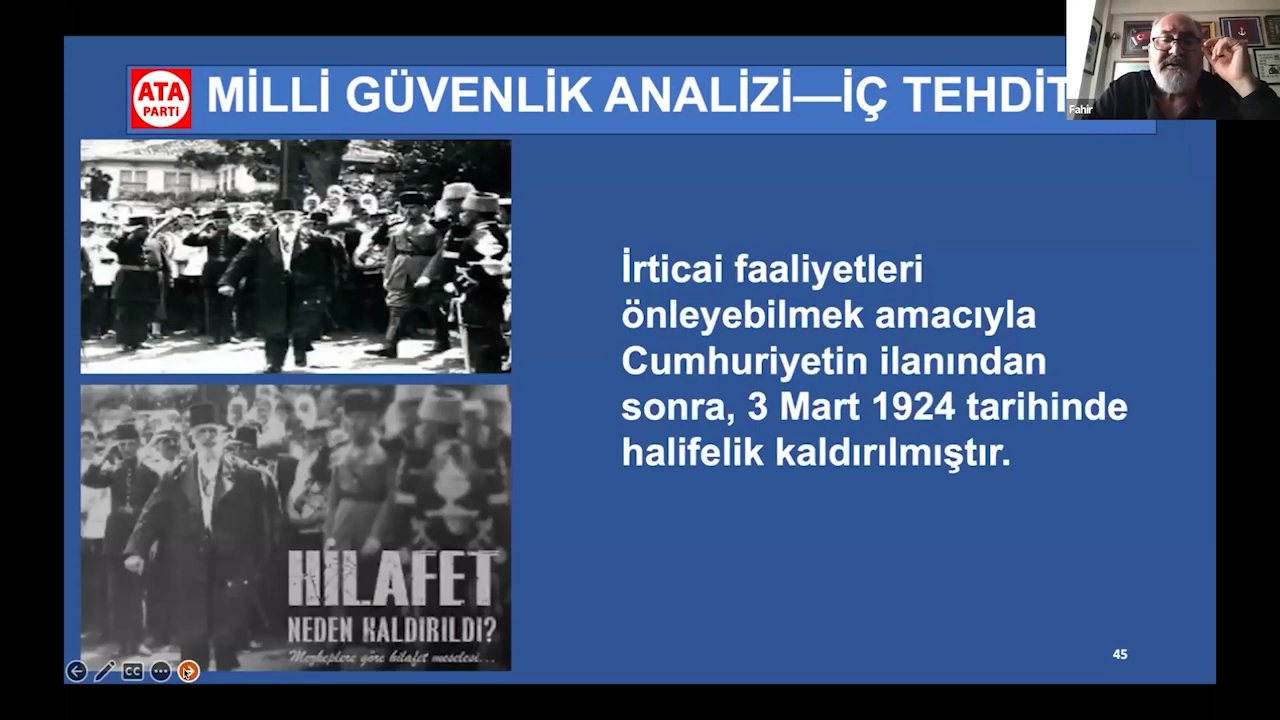 ATA
PARTİ
MİLLİ GÜVENLİK ANALİZİ—İÇ TEHDİT
Fahir
İrticai faaliyetleri
önleyebilmek amacıyla
Cumhuriyetin ilanından
sonra, 3 Mart 1924 tarihinde
halifelik kaldırılmıştır.
HİLAFET
NEDEN KALDIRILDI?
Mezheplere göre hilafet meselesi...
CC
45